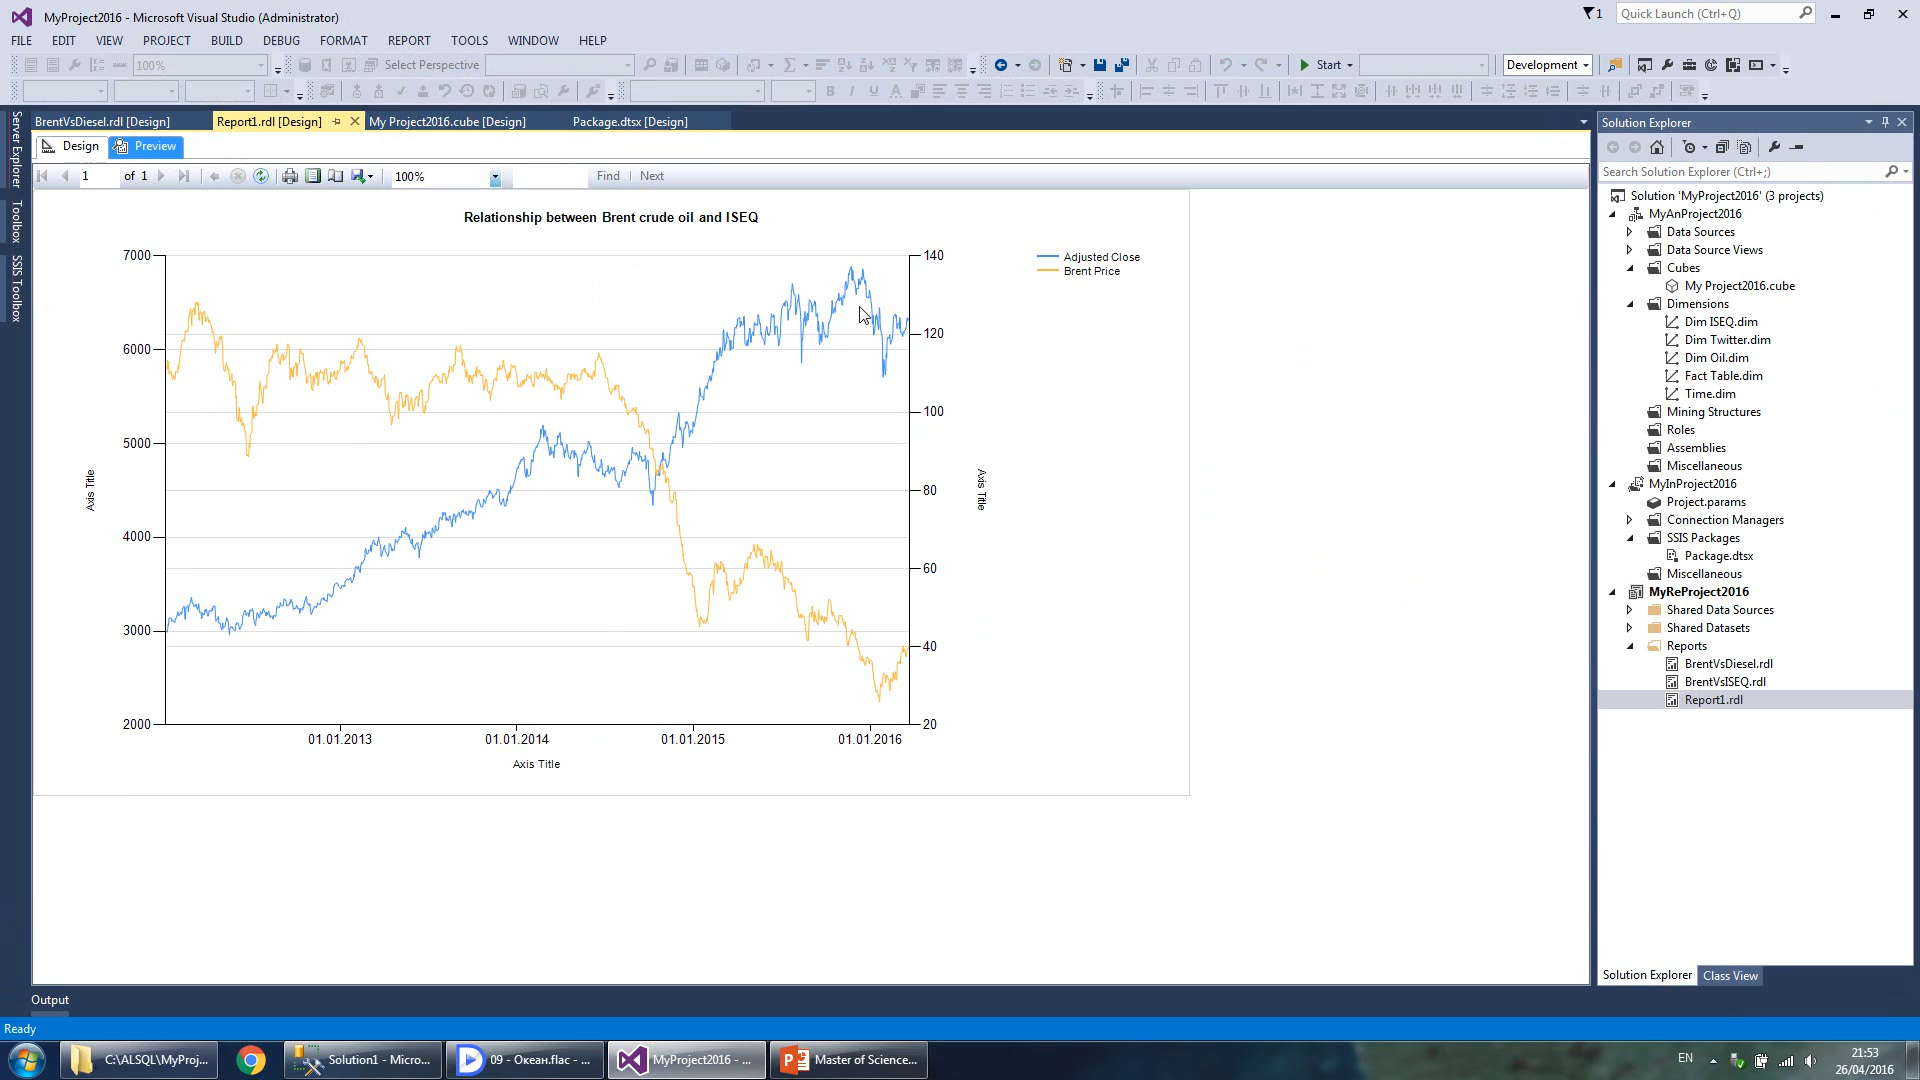 MyProject2016 - Microsoft Visual Studio (Administrator)
1
Quick Launch (Ctrl+Q)
FILE EDIT VIEW PROJECT BUILD DEBUG FORMAT REPORT TOOLS WINDOW HELP
100%
Select Perspective
Start
Development
BrentVsDiesel.rdl [Design]
Report1.rdl [Design]
My Project2016.cube [Design]
Package.dtsx [Design]
Design
Preview
1 of 1
100%
Find
Next
Server Explorer
Toolbox
SSIS Toolbox
Relationship between Brent crude oil and ISEQ
7000
6000
5000
4000
3000
2000
Axis Title
140
120
100
80
60
40
20
Axis Title
01.01.2013
01.01.2014
01.01.2015
01.01.2016
Axis Title
Adjusted Close
Brent Price
Solution Explorer
Search Solution Explorer (Ctrl+;)
Solution 'MyProject2016' (3 projects)
MyAnProject2016
Data Sources
Data Source Views
Cubes
My Project2016.cube
Dimensions
Dim ISEQ.dim
Dim Twitter.dim
Dim Oil.dim
Fact Table.dim
Time.dim
Mining Structures
Roles
Assemblies
Miscellaneous
MyInProject2016
Project.params
Connection Managers
SSIS Packages
Package.dtsx
Miscellaneous
MyReProject2016
Shared Data Sources
Shared Datasets
Reports
BrentVsDiesel.rdl
BrentVsISEQ.rdl
Report1.rdl
Solution Explorer
Class View
Output
Ready
C:\ALSQL\MyProj...
Solution1 - Micro...
09 - Океан.flac - ...
MyProject2016 - ...
Master of Science...
EN
21:53
26/04/2016